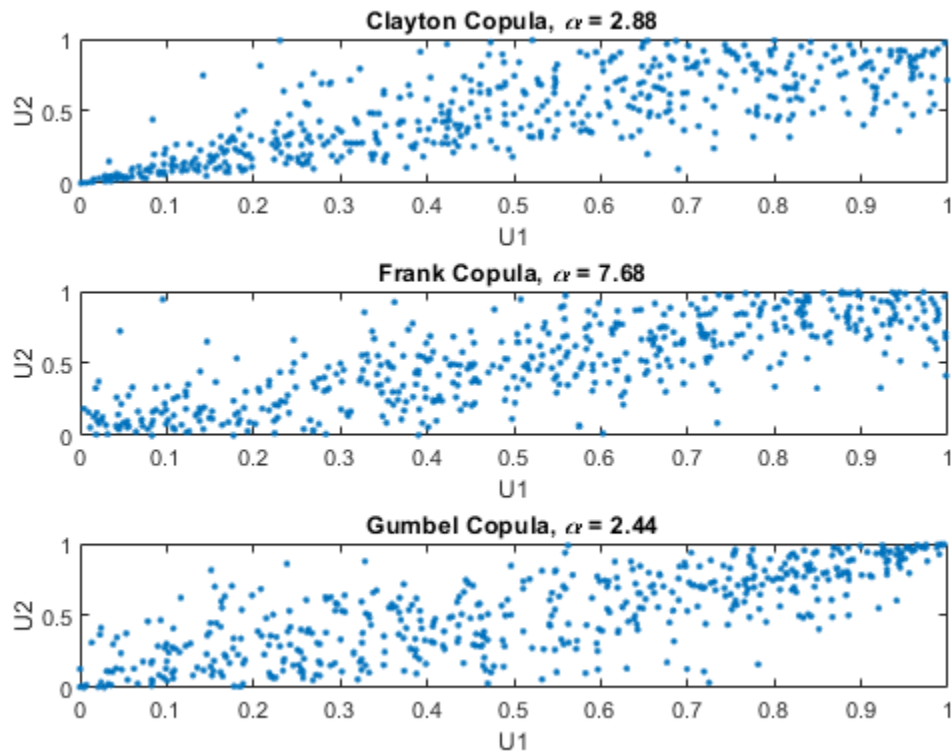 Clayton Copula, α = 2.88
1
0.5
0
U2
0 0.1 0.2 0.3 0.4 0.5 0.6 0.7 0.8 0.9 1
U1
Frank Copula, α = 7.68
1
0.5
0
U2
0 0.1 0.2 0.3 0.4 0.5 0.6 0.7 0.8 0.9 1
U1
Gumbel Copula, α = 2.44
1
0.5
0
U2
0 0.1 0.2 0.3 0.4 0.5 0.6 0.7 0.8 0.9 1
U1